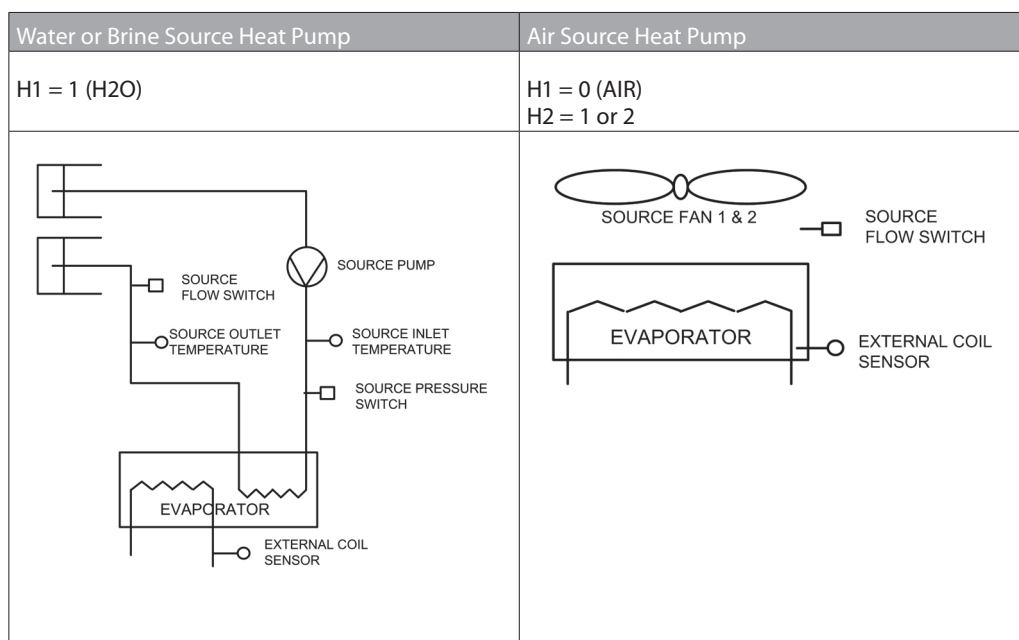 Water or Brine Source Heat Pump
Air Source Heat Pump
H1 = 1 (H2O)
H1 = 0 (AIR)
H2 = 1 or 2
SOURCE PUMP
SOURCE
FLOW SWITCH
SOURCE OUTLET
TEMPERATURE
SOURCE INLET
TEMPERATURE
SOURCE PRESSURE
SWITCH
EVAPORATOR
EXTERNAL COIL
SENSOR
SOURCE FAN 1 & 2
SOURCE
FLOW SWITCH
EVAPORATOR
EXTERNAL COIL
SENSOR